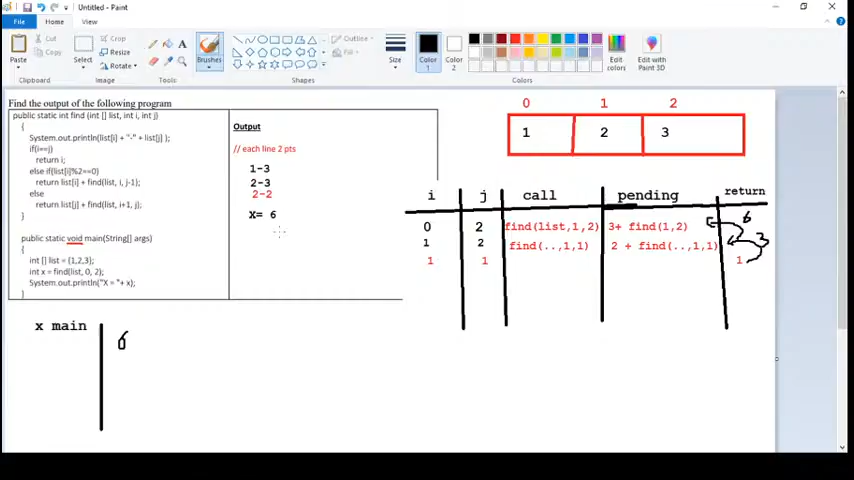 Untitled - Paint
File
Home
View
Paste
Cut
Copy
Clipboard
Select
Crop
Resize
Rotate
Image
Tools
Brushes
Shapes
Outline
Fill
Size
Color 1
Color 2
Edit colors
Edit with Paint 3D
Colors
Find the output of the following program
public static int find (int [] list, int i, int j)
{
System.out.println(list[i] + "-" + list[j] );
if(i==j)
return i;
else if(list[i]%2==0)
return list[i] + find(list, i, j-1);
else
return list[j] + find(list, i+1, j);
}
public static void main(String[] args)
{
int [] list = {1,2,3};
int x = find(list, 0, 2);
System.out.println("X = "+ x);
}
Output
// each line 2 pts
1-3
2-3
2-2
X= 6
0 1 2
1 2 3
i j call pending return
0 2 find(list,1,2) 3+ find(1,2) 6
1 2 find(..,1,1) 2 + find(..,1,1) 3
1 1 1
x main 6